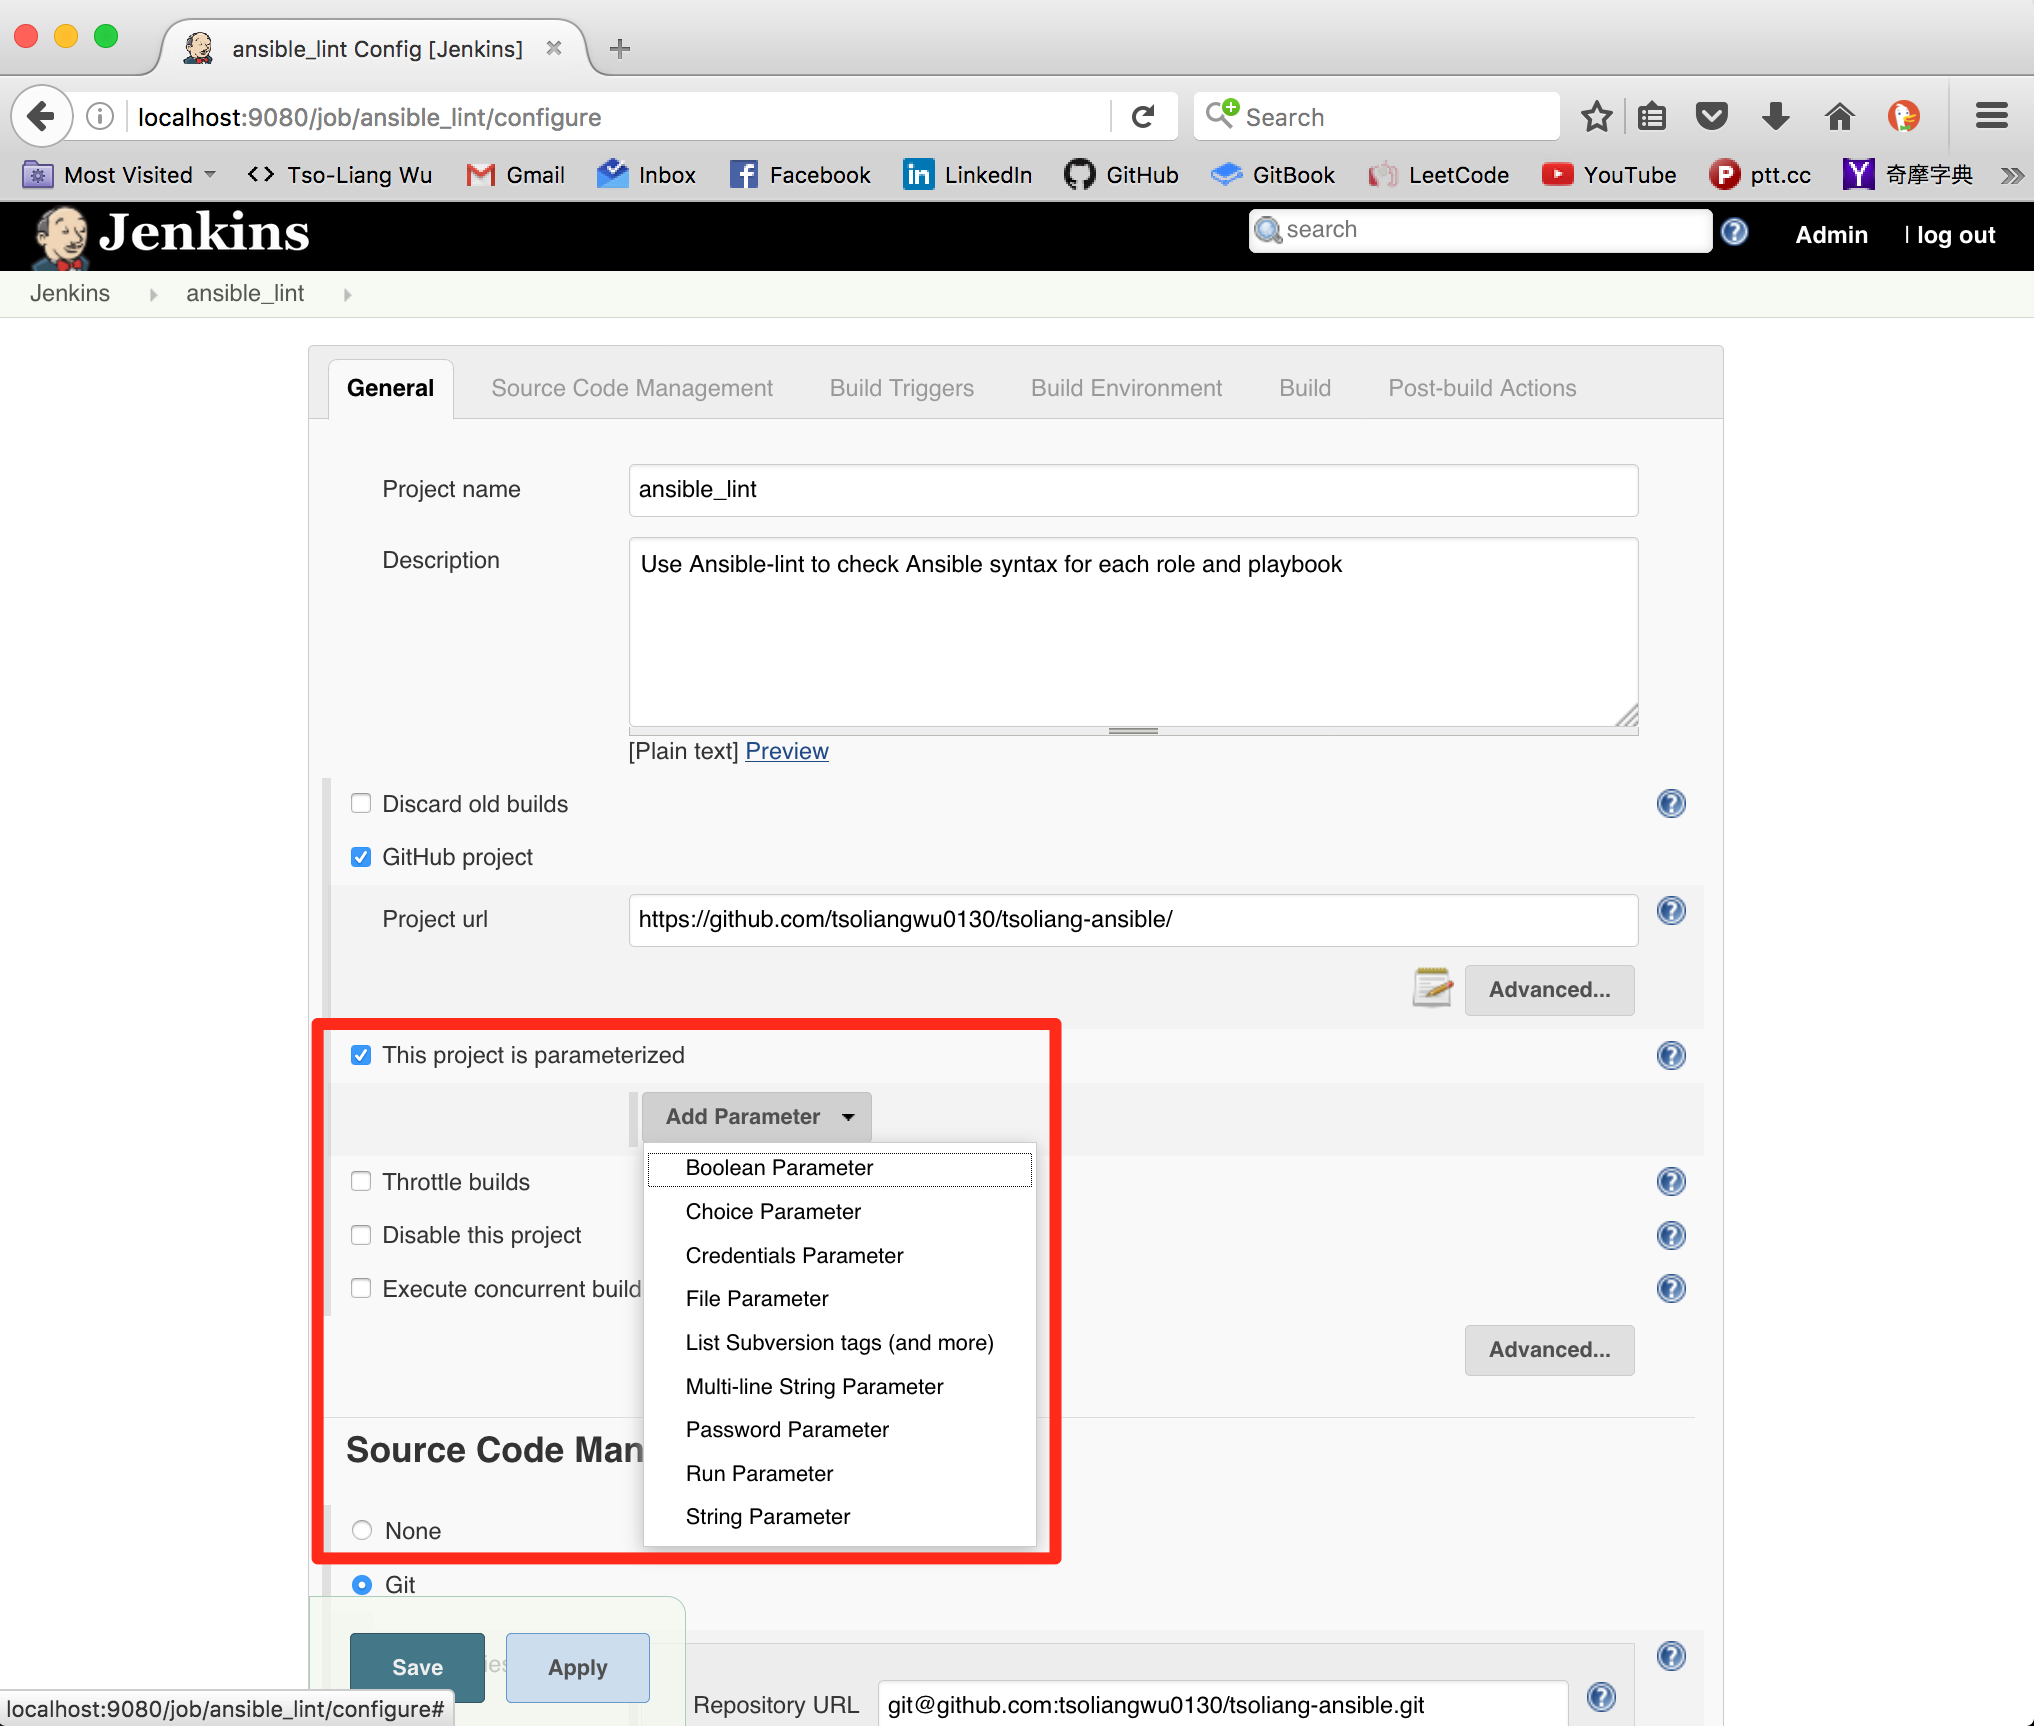 ansible_lint Config [Jenkins]
localhost:9080/job/ansible_lint/configure
Search
Most Visited
Tso-Liang Wu
Gmail
Inbox
Facebook
LinkedIn
GitHub
GitBook
LeetCode
YouTube
ptt.cc
奇摩字典
Jenkins
search
Admin
| log out
Jenkins
ansible_lint
General
Source Code Management
Build Triggers
Build Environment
Build
Post-build Actions
Project name
ansible_lint
Description
Use Ansible-lint to check Ansible syntax for each role and playbook
[Plain text] Preview
Discard old builds
GitHub project
Project url
https://github.com/tsoliangwu0130/tsoliang-ansible/
Advanced...
This project is parameterized
Add Parameter
Boolean Parameter
Choice Parameter
Credentials Parameter
File Parameter
List Subversion tags (and more)
Multi-line String Parameter
Password Parameter
Run Parameter
String Parameter
Throttle builds
Disable this project
Execute concurrent build
Advanced...
Source Code Man
None
Git
Save
Apply
Repository URL
git@github.com:tsoliangwu0130/tsoliang-ansible.git
localhost:9080/job/ansible_lint/configure#